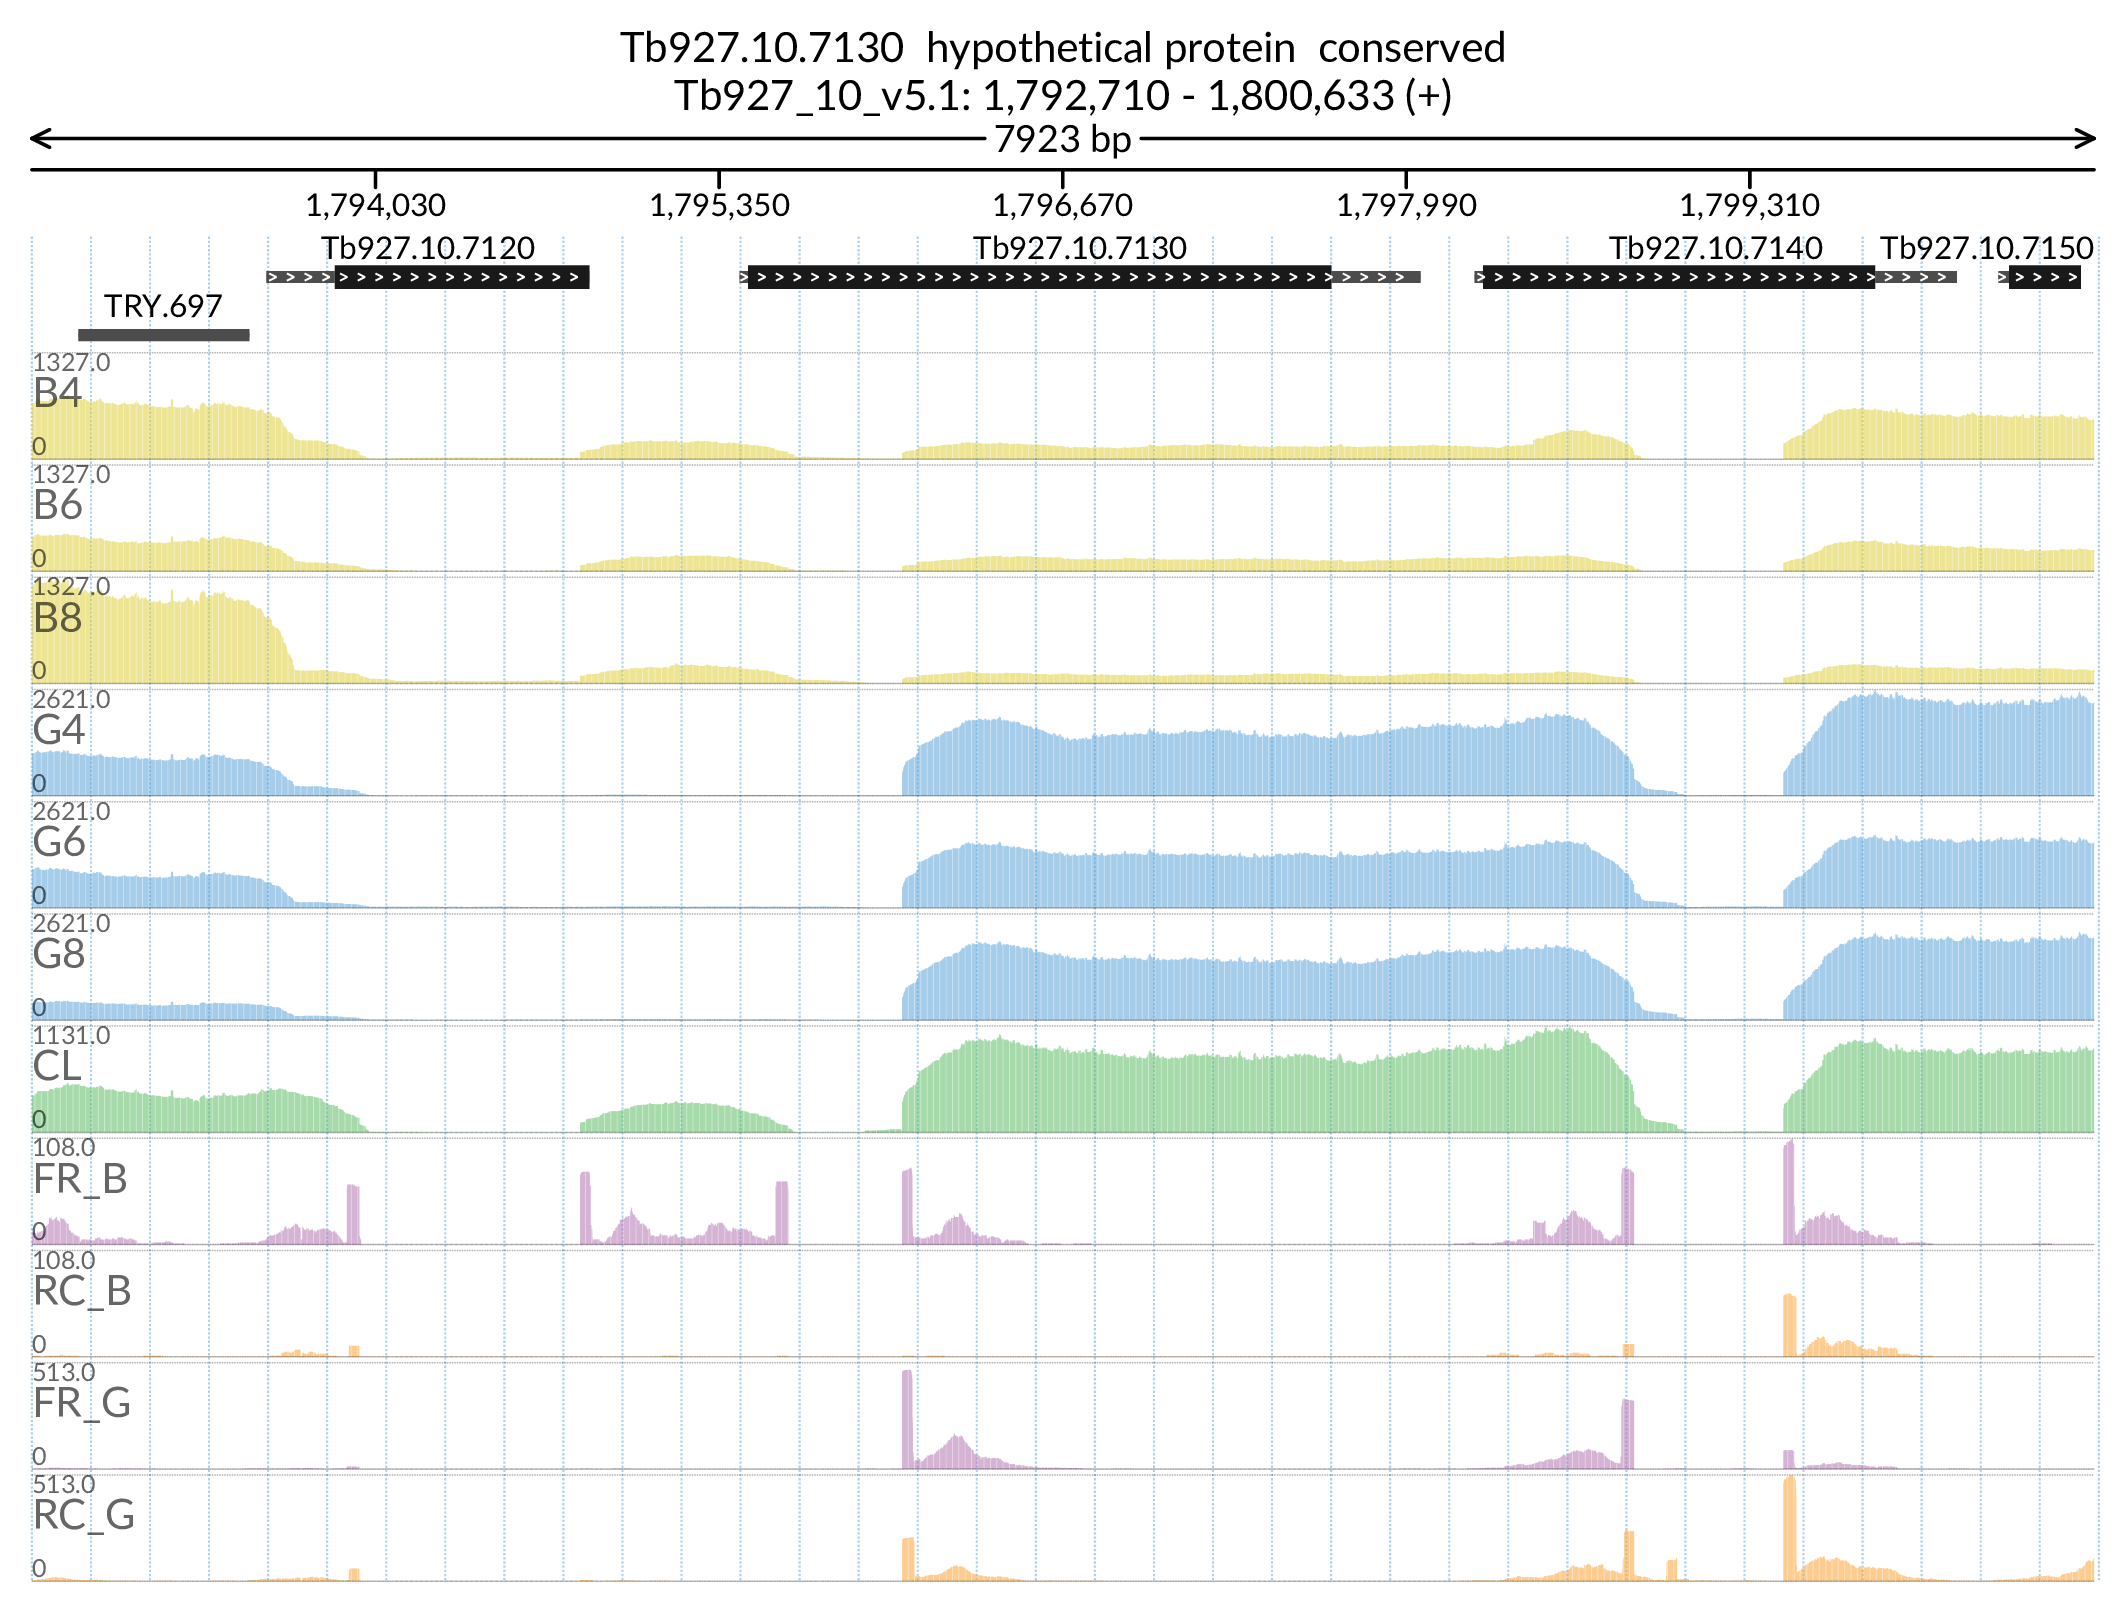 Tb927.10.7130  hypothetical protein  conserved
Tb927_10_v5.1: 1,792,710 - 1,800,633 (+)
7923 bp
1,794,030 1,795,350 1,796,670 1,797,990 1,799,310
Tb927.10.7120 Tb927.10.7130 Tb927.10.7140 Tb927.10.7150
TRY.697
1327.0
B4
0
1327.0
B6
0
1327.0
B8
0
2621.0
G4
0
2621.0
G6
0
2621.0
G8
0
1131.0
CL
0
108.0
FR_B
0
108.0
RC_B
0
513.0
FR_G
0
513.0
RC_G
0